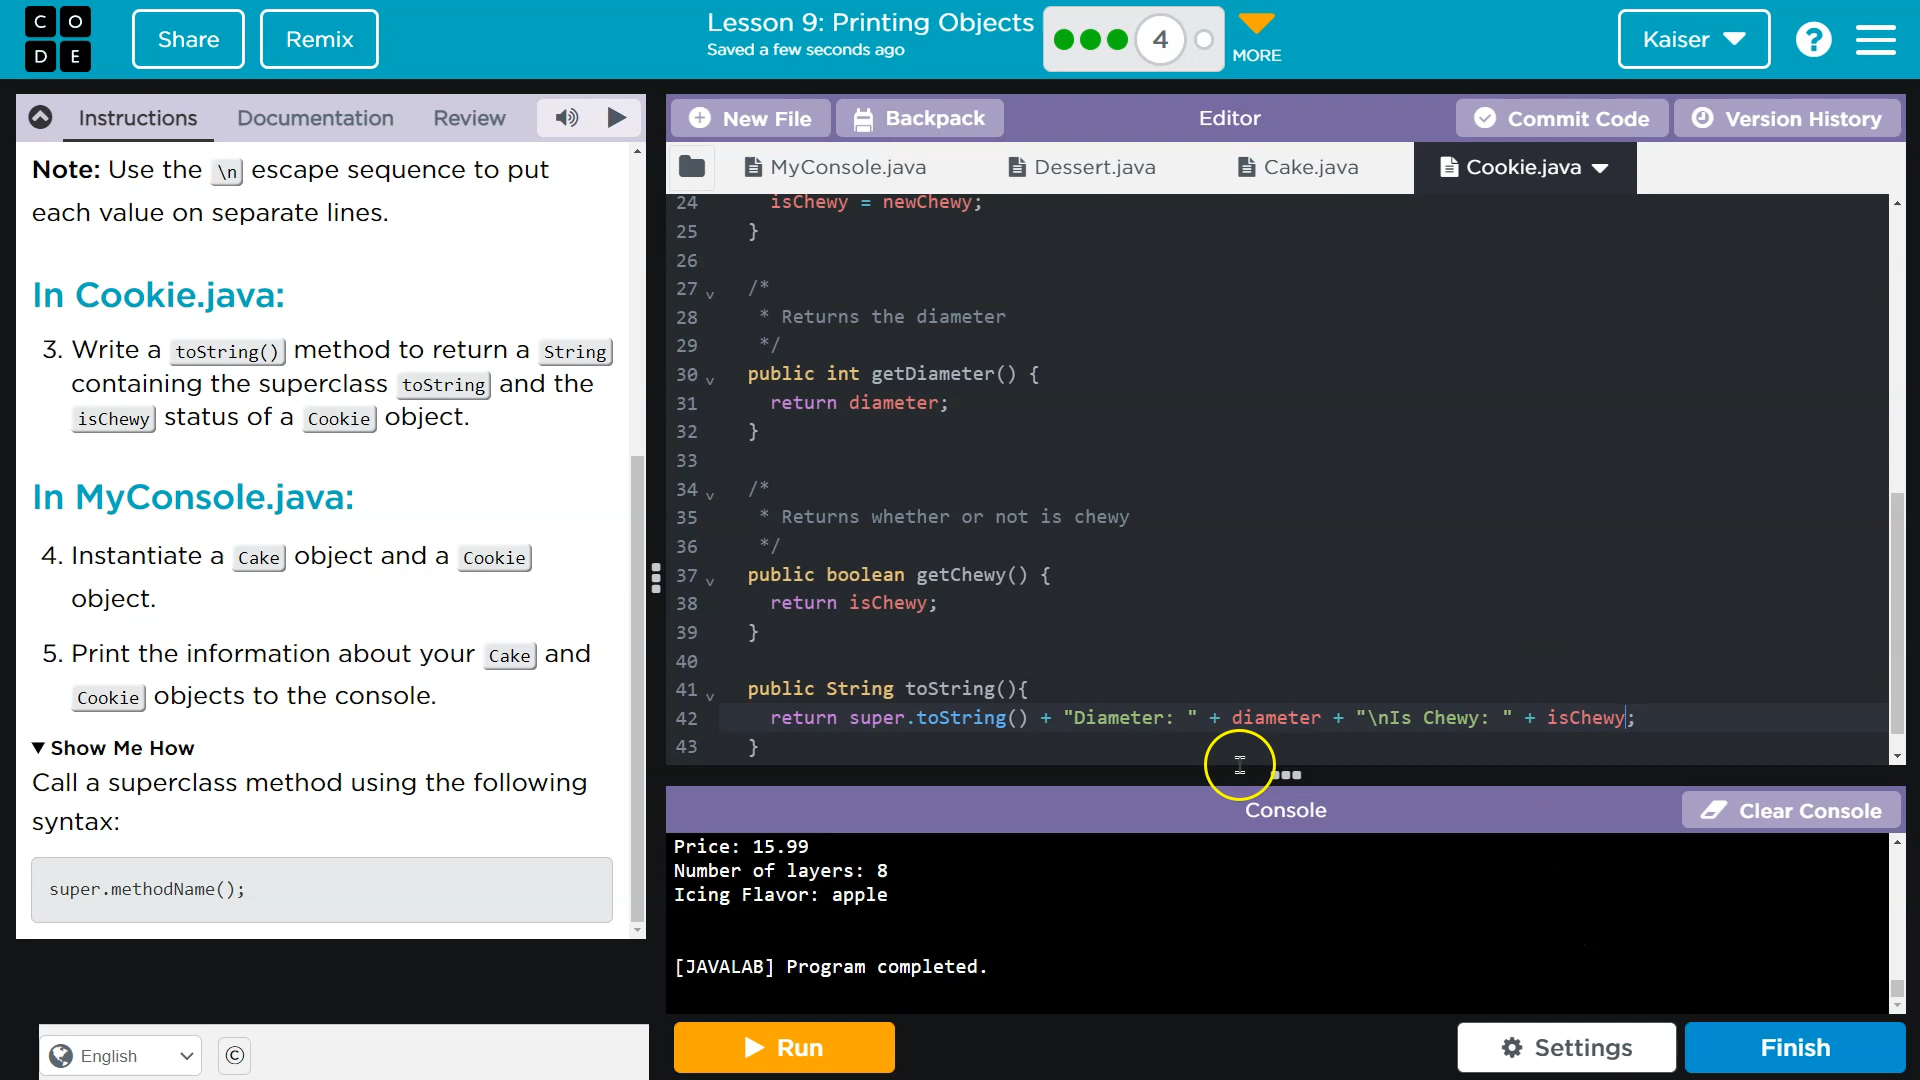 C O
D E
Share
Remix
Lesson 9: Printing Objects
Saved a few seconds ago
4
MORE
Kaiser
?
Instructions
Documentation
Review
Note: Use the \n escape sequence to put
each value on separate lines.
In Cookie.java:
3. Write a toString() method to return a String
containing the superclass toString and the
isChewy status of a Cookie object.
In MyConsole.java:
4. Instantiate a Cake object and a Cookie
object.
5. Print the information about your Cake and
Cookie objects to the console.
▼ Show Me How
Call a superclass method using the following
syntax:
super.methodName();
English
©
New File
Backpack
Editor
Commit Code
Version History
MyConsole.java
Dessert.java
Cake.java
Cookie.java
24 isChewy = newChewy;
25 }
26
27 /*
28 * Returns the diameter
29 */
30 public int getDiameter() {
31 return diameter;
32 }
33
34 /*
35 * Returns whether or not is chewy
36 */
37 public boolean getChewy() {
38 return isChewy;
39 }
40
41 public String toString(){
42 return super.toString() + "Diameter: " + diameter + "\nIs Chewy: " + isChewy;
43 }
Console
Clear Console
Price: 15.99
Number of layers: 8
Icing Flavor: apple
[JAVALAB] Program completed.
Run
Settings
Finish